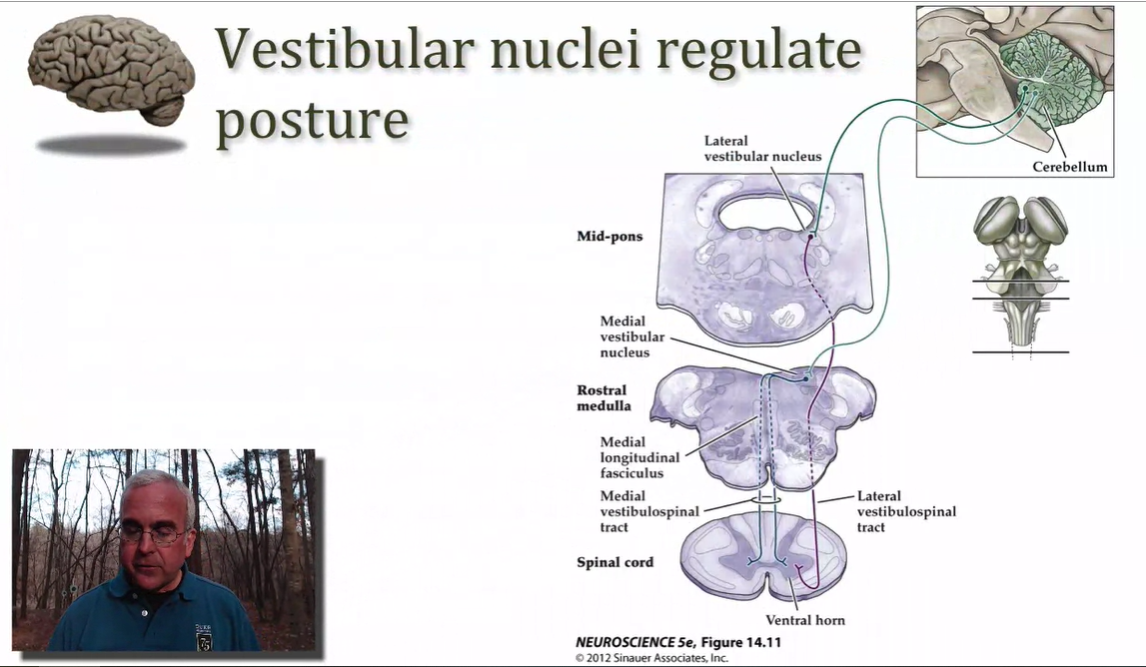 Vestibular nuclei regulate
posture
Cerebellum
Lateral
vestibular nucleus
Mid-pons
Medial
vestibular
nucleus
Rostral
medulla
Medial
longitudinal
fasciculus
Medial
vestibulospinal
tract
Lateral
vestibulospinal
tract
Spinal cord
Ventral horn
NEUROSCIENCE 5e, Figure 14.11
© 2012 Sinauer Associates, Inc.
75